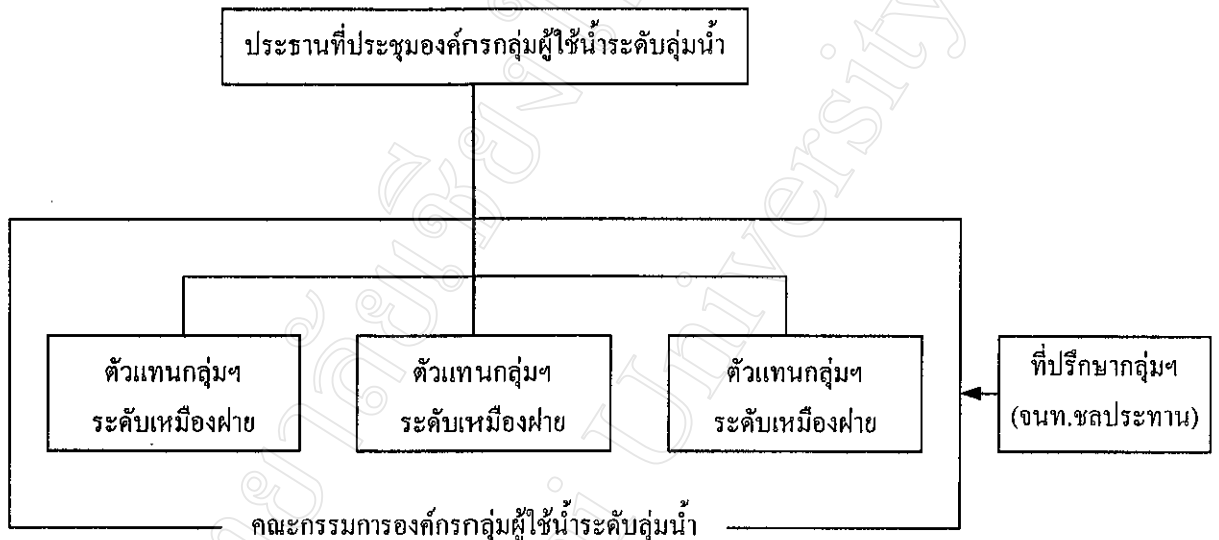 ประธานที่ประชุมองค์กรกลุ่มผู้ใช้น้ำระดับลุ่มน้ำ
ตัวแทนกลุ่มฯ
ระดับเหมืองฝาย
ตัวแทนกลุ่มฯ
ระดับเหมืองฝาย
ตัวแทนกลุ่มฯ
ระดับเหมืองฝาย
ที่ปรึกษากลุ่มฯ
(จนท.ชลประทาน)
คณะกรรมการองค์กรกลุ่มผู้ใช้น้ำระดับลุ่มน้ำ
University